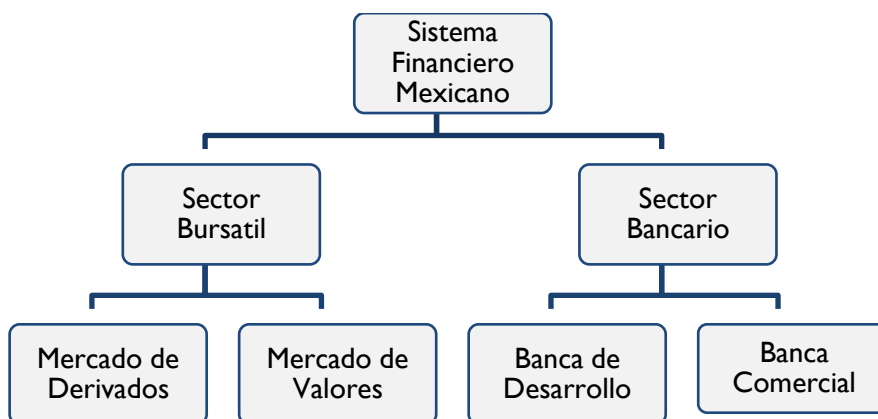 Sistema
Financiero
Mexicano
Sector
Bursatil
Sector
Bancario
Mercado de
Derivados
Mercado de
Valores
Banca de
Desarrollo
Banca
Comercial